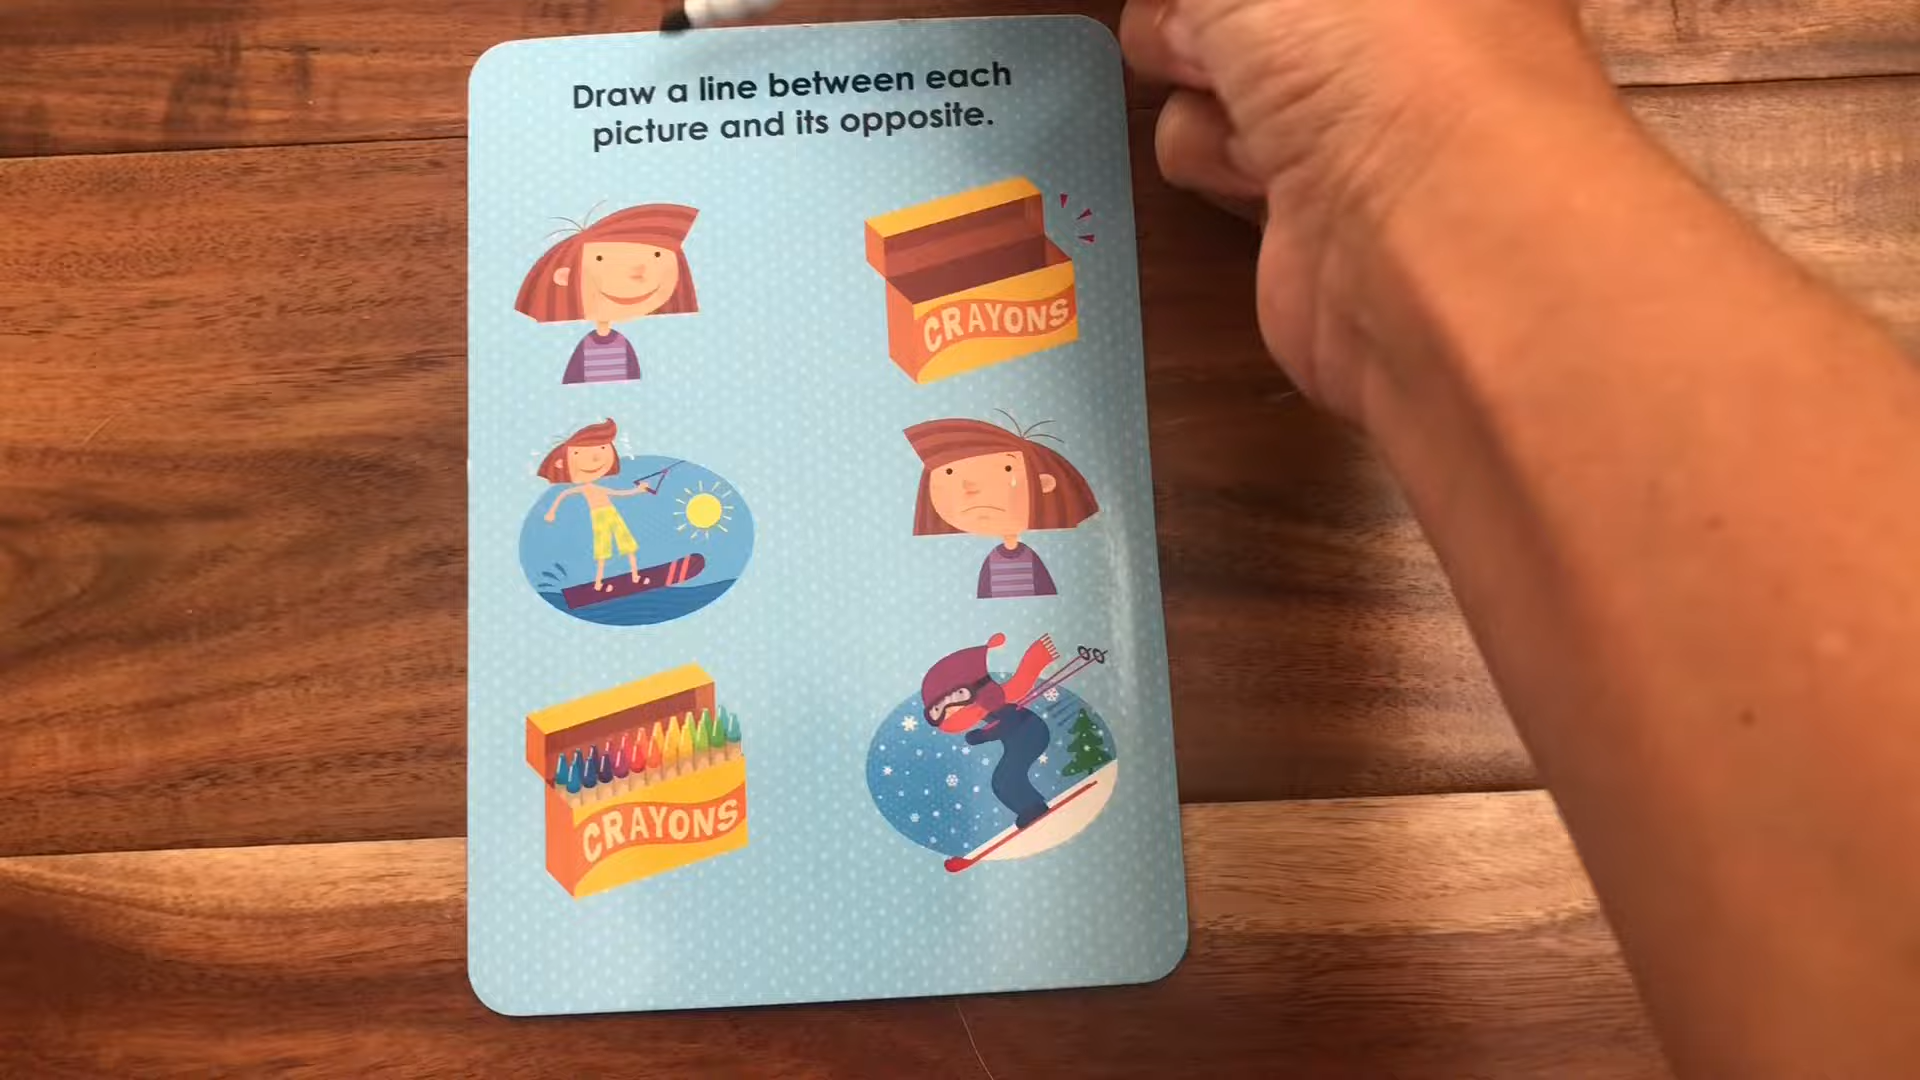 Draw a line between each
picture and its opposite.
CRAYONS
CRAYONS